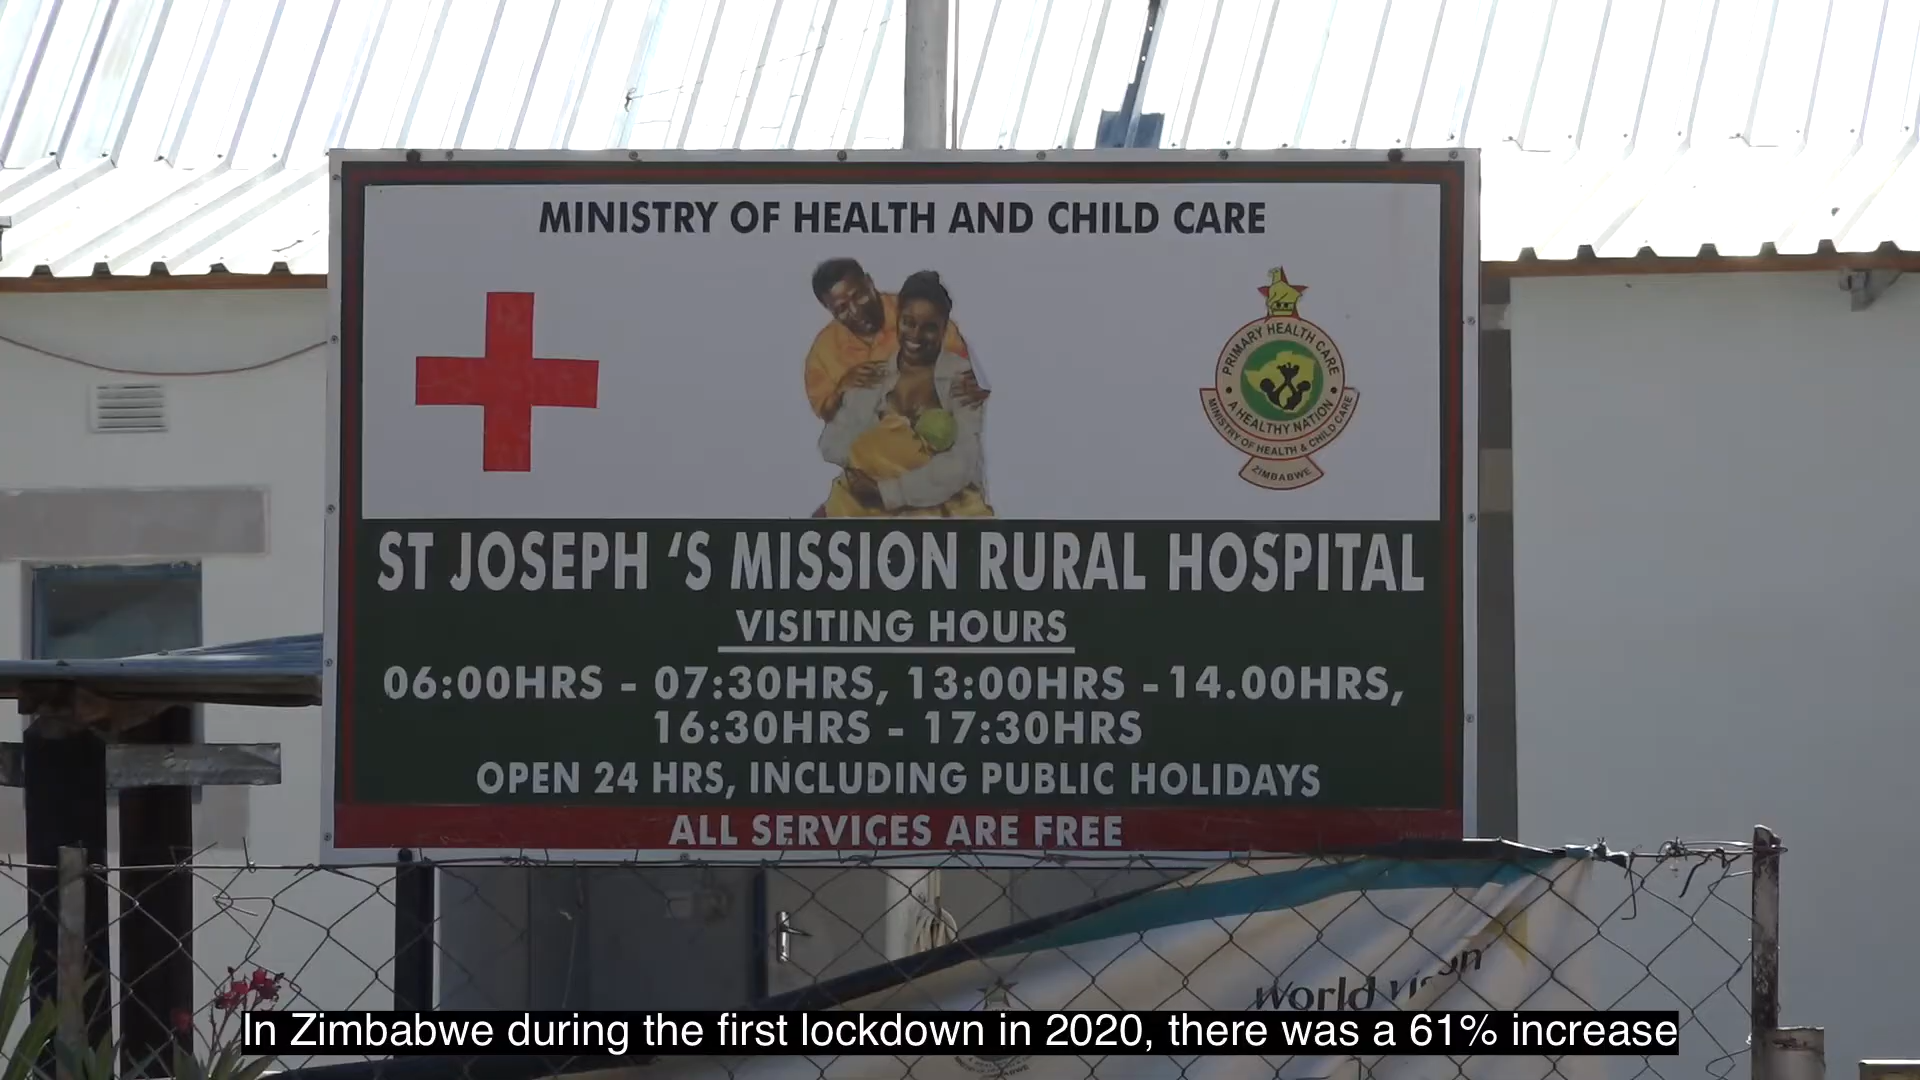 MINISTRY OF HEALTH AND CHILD CARE
PRIMARY HEALTH CARE
A HEALTHY NATION
MINISTRY OF HEALTH & CHILD CARE
ZIMBABWE
ST JOSEPH 'S MISSION RURAL HOSPITAL
VISITING HOURS
06:00HRS - 07:30HRS, 13:00HRS -14.00HRS,
16:30HRS - 17:30HRS
OPEN 24 HRS, INCLUDING PUBLIC HOLIDAYS
ALL SERVICES ARE FREE
World Vision
In Zimbabwe during the first lockdown in 2020, there was a 61% increase